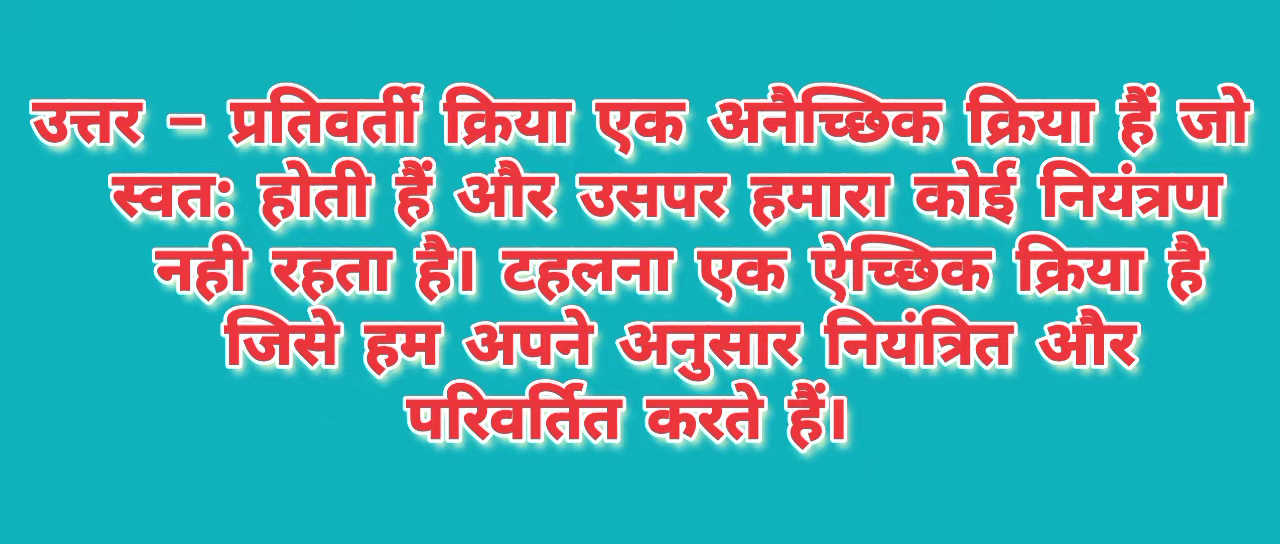 उत्तर – प्रतिवर्ती क्रिया एक अनैच्छिक क्रिया हैं जो
स्वत: होती हैं और उसपर हमारा कोई नियंत्रण
नही रहता है। टहलना एक ऐच्छिक क्रिया है
जिसे हम अपने अनुसार नियंत्रित और
परिवर्तित करते हैं।